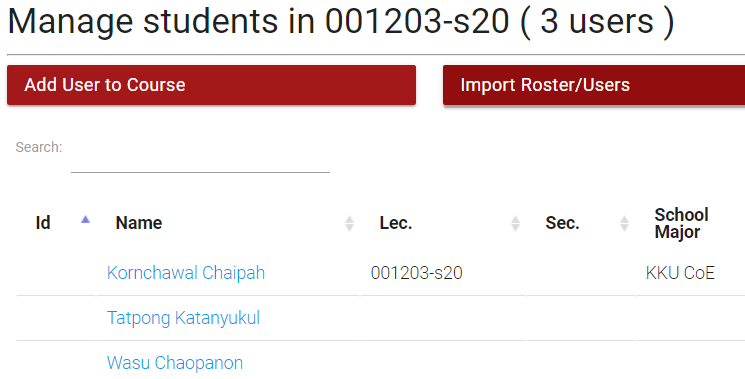 Manage students in 001203-s20 ( 3 users )
Add User to Course
Import Roster/Users
Search:
Id Name Lec. Sec. School Major
Kornchawal Chaipah 001203-s20 KKU CoE
Tatpong Katanyukul
Wasu Chaopanon